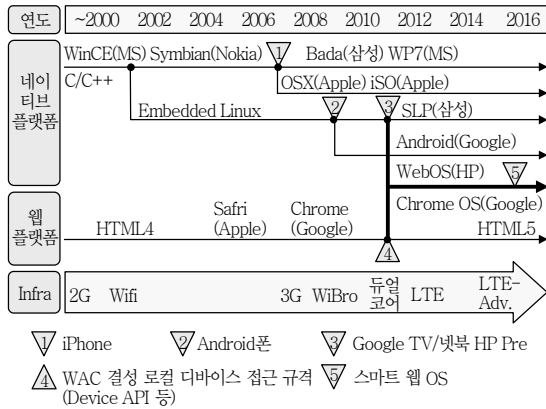 연도 ~2000 2002 2004 2006 2008 2010 2012 2014 2016
네이
티브
플랫폼
WinCE(MS) Symbian(Nokia) 1 Bada(삼성) WP7(MS)
C/C++
OSX(Apple) iSO(Apple)
Embedded Linux 2 3 SLP(삼성)
Android(Google)
WebOS(HP) 5
Chrome OS(Google)
웹
플랫폼
HTML4
Safri
(Apple)
Chrome
(Google)
HTML5
4
Infra 2G Wifi 3G WiBro 듀얼
코어 LTE LTE-
Adv.
1 iPhone 2 Android폰 3 Google TV/넷북 HP Pre
4 WAC 결성 로컬 디바이스 접근 규격 5 스마트 웹 OS
(Device API 등)